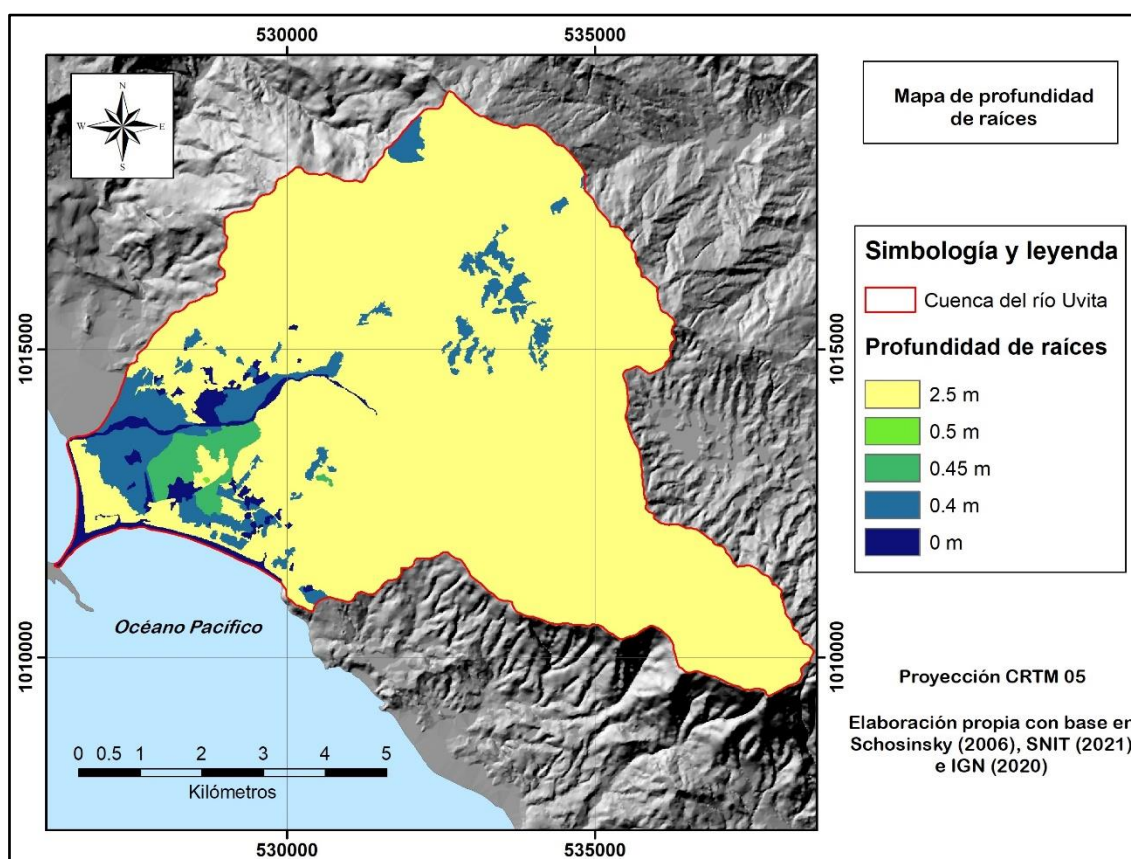 530000
535000
N
W
E
S
1015000
1015000
1010000
1010000
Océano Pacífico
0 0.5 1 2 3 4 5
Kilómetros
530000
535000
Mapa de profundidad
de raíces
Simbología y leyenda
Cuenca del río Uvita
Profundidad de raíces
2.5 m
0.5 m
0.45 m
0.4 m
0 m
Proyección CRTM 05
Elaboración propia con base en
Schosinsky (2006), SNIT (2021)
e IGN (2020)